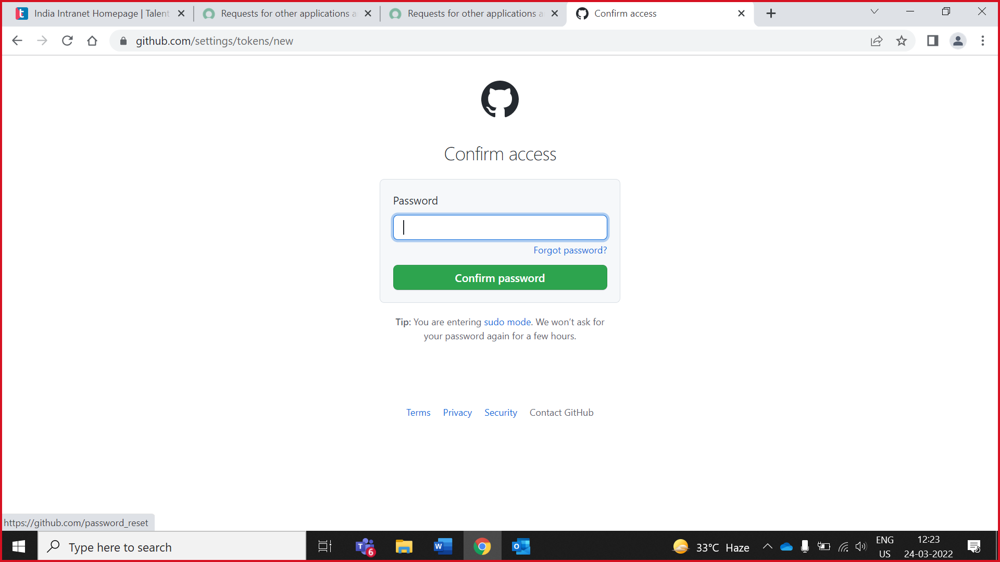 India Intranet Homepage | Talent
Requests for other applications a
Requests for other applications a
Confirm access
github.com/settings/tokens/new
Confirm access
Password
Forgot password?
Confirm password
Tip: You are entering sudo mode. We won't ask for
your password again for a few hours.
Terms Privacy Security Contact GitHub
https://github.com/password_reset
Type here to search
6
33°C Haze
ENG
US
12:23
24-03-2022